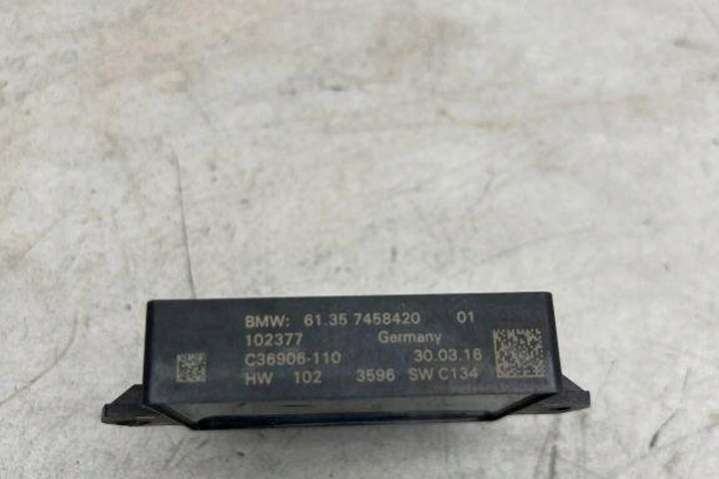 BMW: 61.35 7458420 01
102377 Germany
C36906-110 30.03.16
HW 102 3596 SW C134